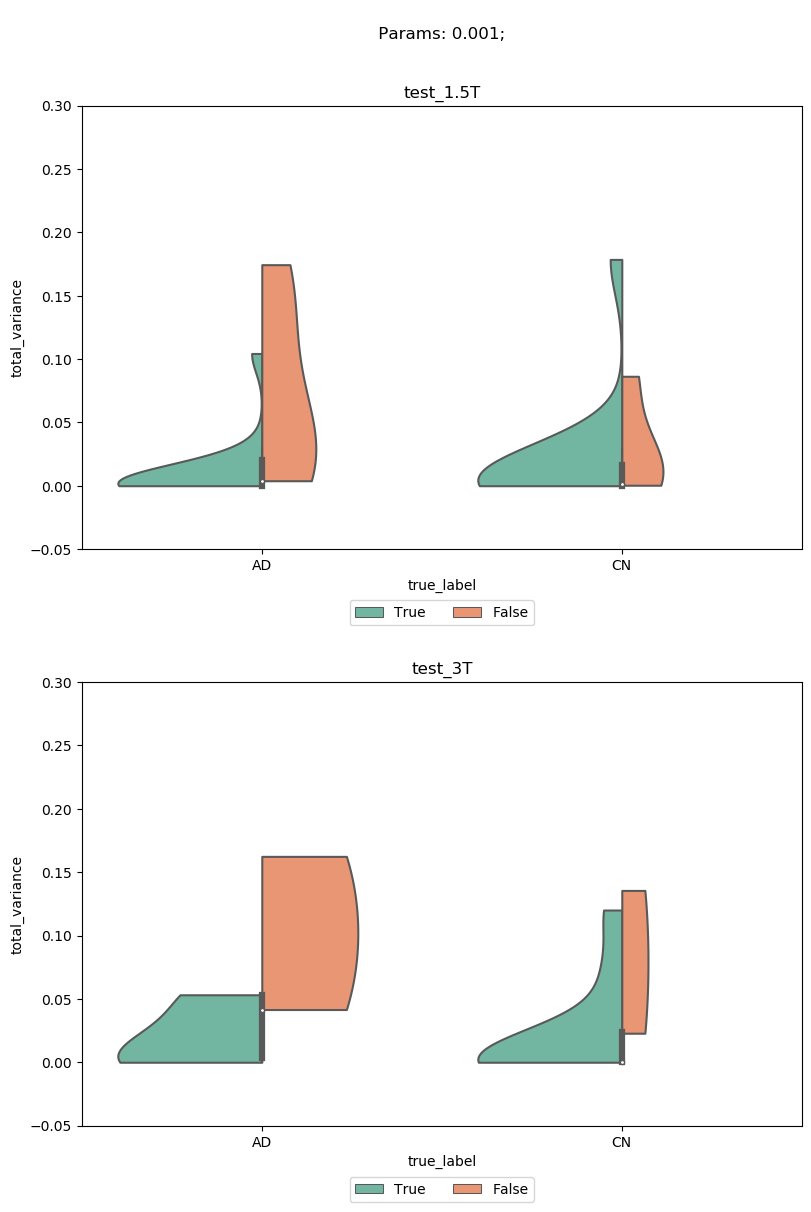 Params: 0.001;
test_1.5T
0.30
0.25
0.20
0.15
0.10
0.05
0.00
−0.05
total_variance
AD CN
true_label
True False
test_3T
0.30
0.25
0.20
0.15
0.10
0.05
0.00
−0.05
total_variance
AD CN
true_label
True False